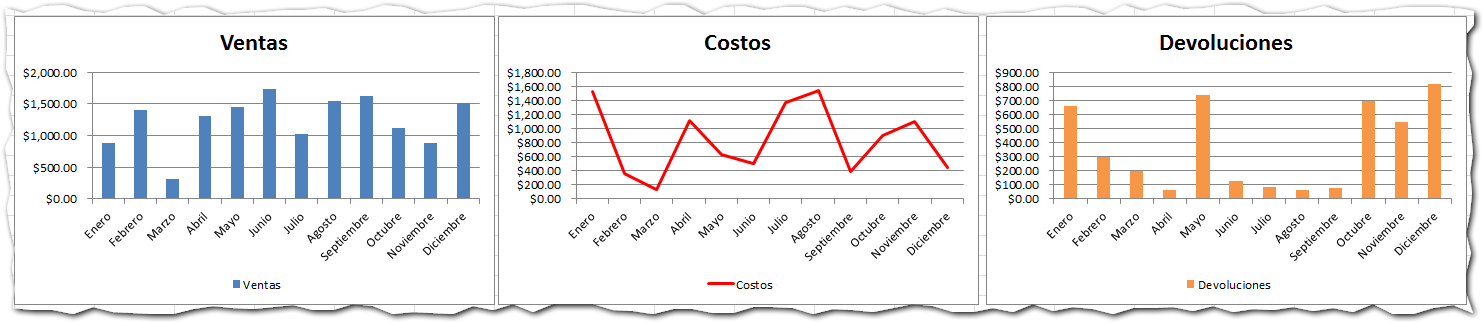 Ventas
$2,000.00
$1,500.00
$1,000.00
$500.00
$0.00
Enero
Febrero
Marzo
Abril
Mayo
Junio
Julio
Agosto
Septiembre
Octubre
Noviembre
Diciembre
Ventas
Costos
$1,800.00
$1,600.00
$1,400.00
$1,200.00
$1,000.00
$800.00
$600.00
$400.00
$200.00
$0.00
Enero
Febrero
Marzo
Abril
Mayo
Junio
Julio
Agosto
Septiembre
Octubre
Noviembre
Diciembre
Costos
Devoluciones
$900.00
$800.00
$700.00
$600.00
$500.00
$400.00
$300.00
$200.00
$100.00
$0.00
Enero
Febrero
Marzo
Abril
Mayo
Junio
Julio
Agosto
Septiembre
Octubre
Noviembre
Diciembre
Devoluciones